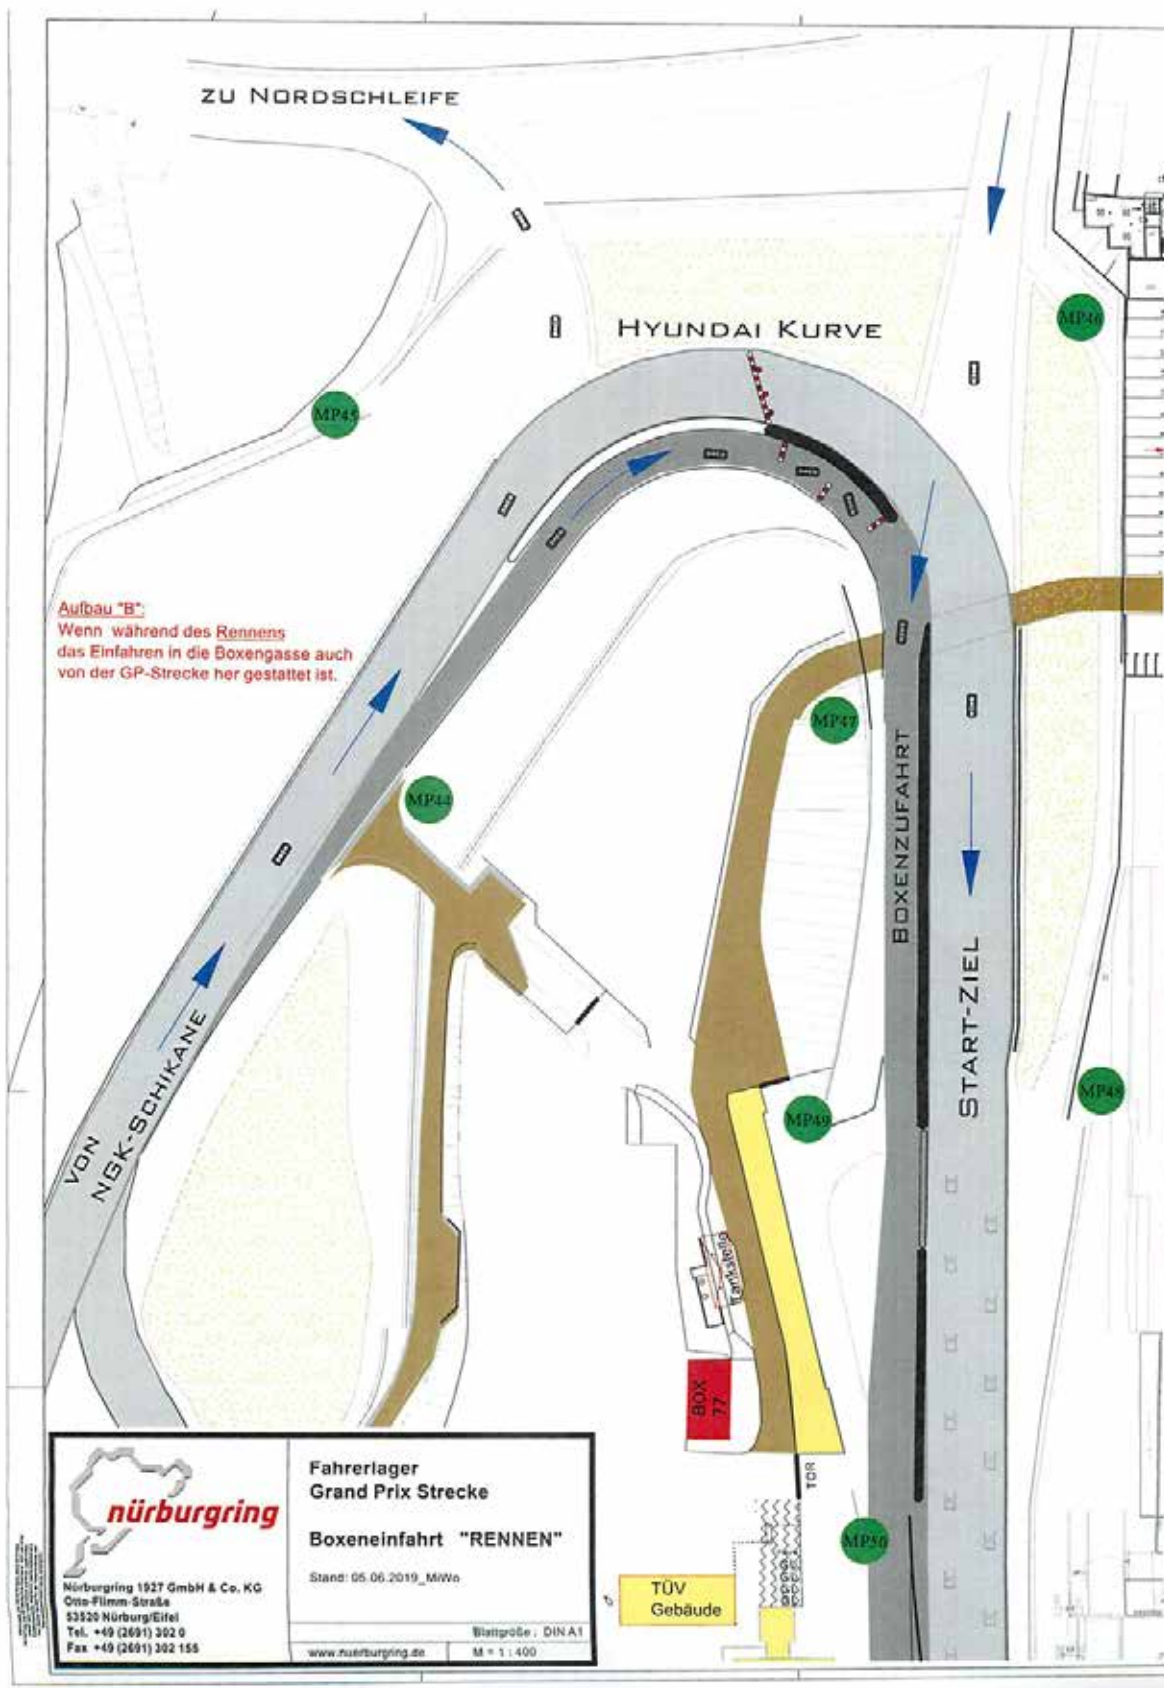 ZU NORDSCHLEIFE
HYUNDAI KURVE
MP46
MP45
Aufbau "B":
Wenn während des Rennens
das Einfahren in die Boxengasse auch
von der GP-Strecke her gestattet ist.
MP47
MP44
BOXENZUFAHRT
START-ZIEL
VON
NGK-SCHIKANE
MP48
MP49
Tankstelle
BOX
77
TOR
MP50
TÜV
Gebäude
nürburgring
Nürburgring 1927 GmbH & Co. KG
Otto-Flimm-Straße
53520 Nürburg/Eifel
Tel. +49 (2691) 302 0
Fax +49 (2691) 302 155
Fahrerlager
Grand Prix Strecke
Boxeneinfahrt "RENNEN"
Stand: 05.06.2019_MiWo
Blattgröße : DIN A1
www.nuerburgring.de
M = 1 : 400